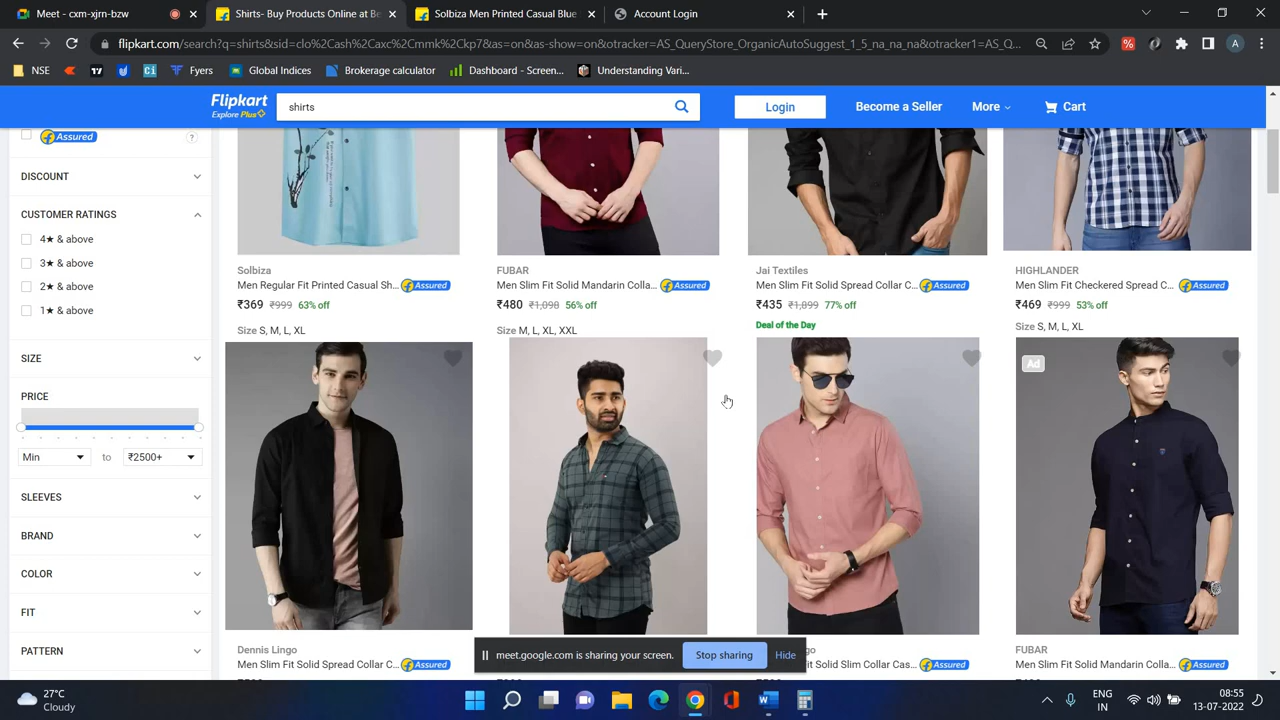 Meet – cxm-xjrn-bzw
Shirts- Buy Products Online at Be
Solbiza Men Printed Casual Blue
Account Login
flipkart.com/search?q=shirts&sid=clo%2Cash%2Caxc%2Cmmk%2Ckp7&as=on&as-show=on&otracker=AS_QueryStore_OrganicAutoSuggest_1_5_na_na_na&otracker1=AS_Q...
A
NSE
Fyers
Global Indices
Brokerage calculator
Dashboard - Screen...
Understanding Vari...
Flipkart
Explore Plus
shirts
Login
Become a Seller
More
Cart
Assured
?
DISCOUNT
CUSTOMER RATINGS
4★ & above
3★ & above
2★ & above
1★ & above
SIZE
PRICE
Min
to
₹2500+
SLEEVES
BRAND
COLOR
FIT
PATTERN
Solbiza
Men Regular Fit Printed Casual Sh... Assured
₹369 ₹999 63% off
Size S, M, L, XL
FUBAR
Men Slim Fit Solid Mandarin Colla... Assured
₹480 ₹1,098 56% off
Size M, L, XL, XXL
Jai Textiles
Men Slim Fit Solid Spread Collar C... Assured
₹435 ₹1,899 77% off
Deal of the Day
HIGHLANDER
Men Slim Fit Checkered Spread C... Assured
₹469 ₹999 53% off
Size S, M, L, XL
Ad
Dennis Lingo
Men Slim Fit Solid Spread Collar C... Assured
Fit Solid Slim Collar Cas... Assured
FUBAR
Men Slim Fit Solid Mandarin Colla... Assured
meet.google.com is sharing your screen.
Stop sharing
Hide
27°C
Cloudy
ENG
IN
08:55
13-07-2022